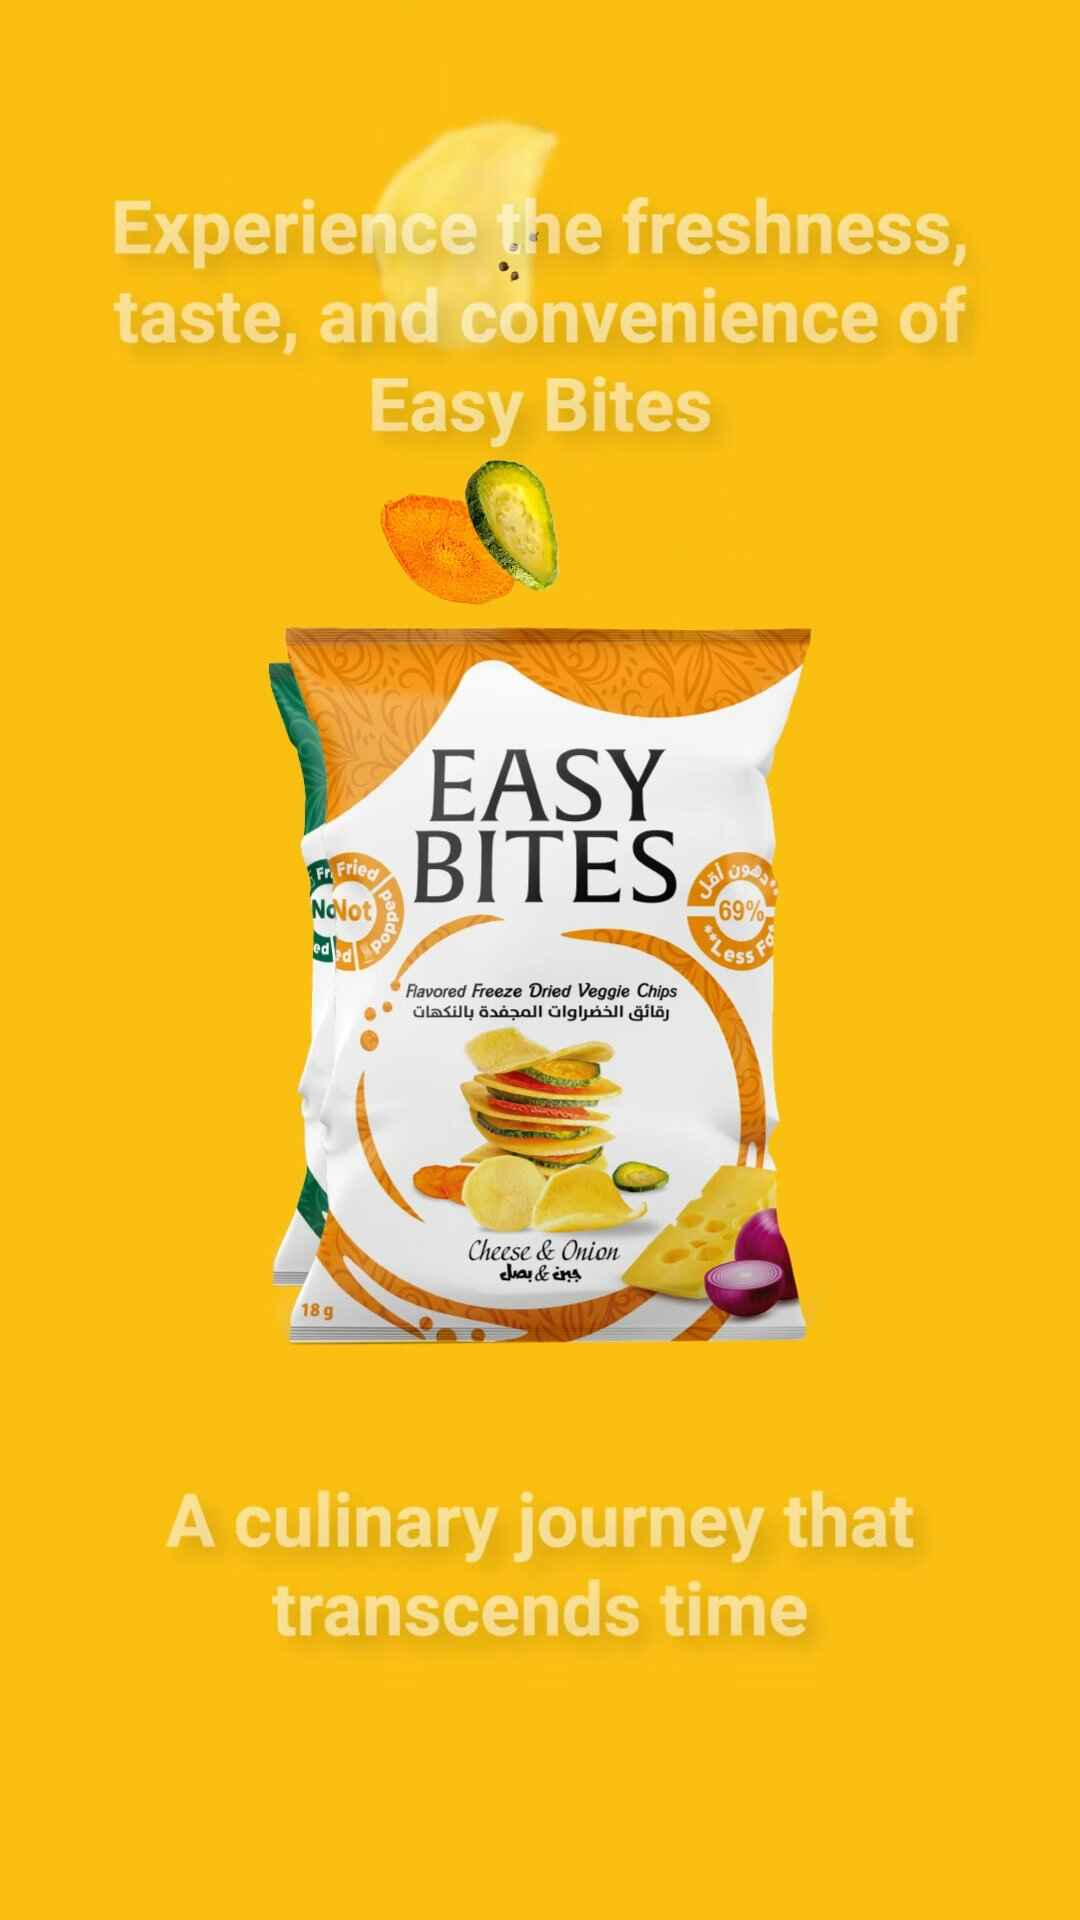 Experience the freshness,
taste, and convenience of
Easy Bites
EASY
BITES
Fried
Not
popped
دهون أقل
69%
**Less Fat
Flavored Freeze Dried Veggie Chips
رقائق الخضراوات المجفدة بالنكهات
Cheese & Onion
جبن & بصل
18 g
A culinary journey that
transcends time